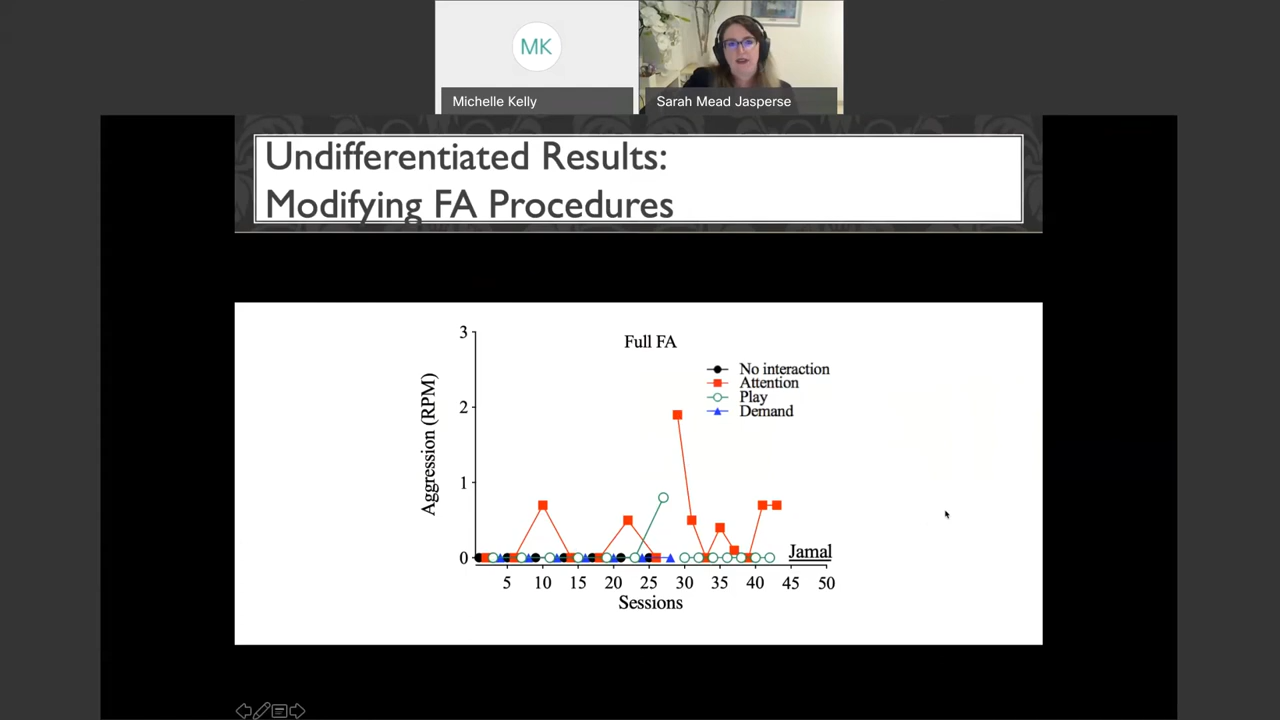 MK
Michelle Kelly
Sarah Mead Jasperse
Undifferentiated Results:
Modifying FA Procedures
Full FA
No interaction
Attention
Play
Demand
Aggression (RPM)
3
2
1
0
Jamal
5 10 15 20 25 30 35 40 45 50
Sessions